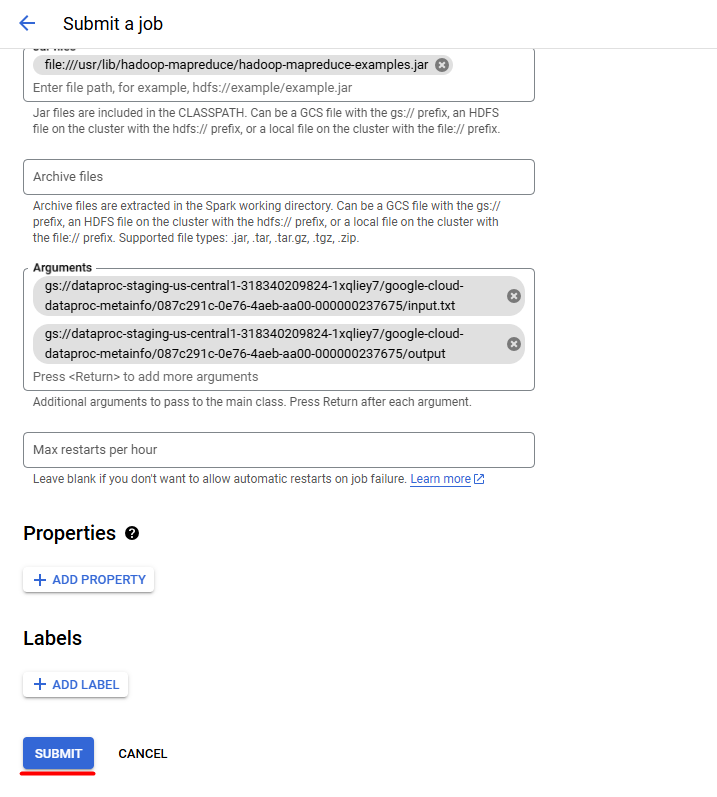 Submit a job
Jar files
file:///usr/lib/hadoop-mapreduce/hadoop-mapreduce-examples.jar
Enter file path, for example, hdfs://example/example.jar
Jar files are included in the CLASSPATH. Can be a GCS file with the gs:// prefix, an HDFS
file on the cluster with the hdfs:// prefix, or a local file on the cluster with the file:// prefix.
Archive files
Archive files are extracted in the Spark working directory. Can be a GCS file with the gs://
prefix, an HDFS file on the cluster with the hdfs:// prefix, or a local file on the cluster with
the file:// prefix. Supported file types: .jar, .tar, .tar.gz, .tgz, .zip.
Arguments
gs://dataproc-staging-us-central1-318340209824-1xqliey7/google-cloud-
dataproc-metainfo/087c291c-0e76-4aeb-aa00-000000237675/input.txt
gs://dataproc-staging-us-central1-318340209824-1xqliey7/google-cloud-
dataproc-metainfo/087c291c-0e76-4aeb-aa00-000000237675/output
Press <Return> to add more arguments
Additional arguments to pass to the main class. Press Return after each argument.
Max restarts per hour
Leave blank if you don't want to allow automatic restarts on job failure. Learn more
Properties
ADD PROPERTY
Labels
ADD LABEL
SUBMIT CANCEL